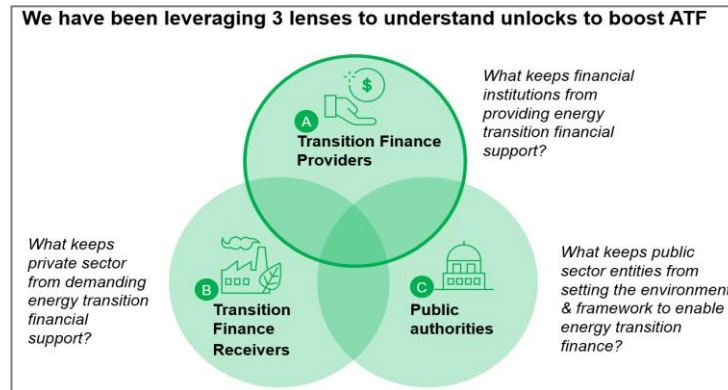 We have been leveraging 3 lenses to understand unlocks to boost ATF
$
What keeps financial
institutions from
providing energy
transition financial
support?
A
Transition Finance
Providers
What keeps
private sector
from demanding
energy transition
financial
support?
B
Transition
Finance
Receivers
C
Public
authorities
What keeps public
sector entities from
setting the environment
& framework to enable
energy transition
finance?